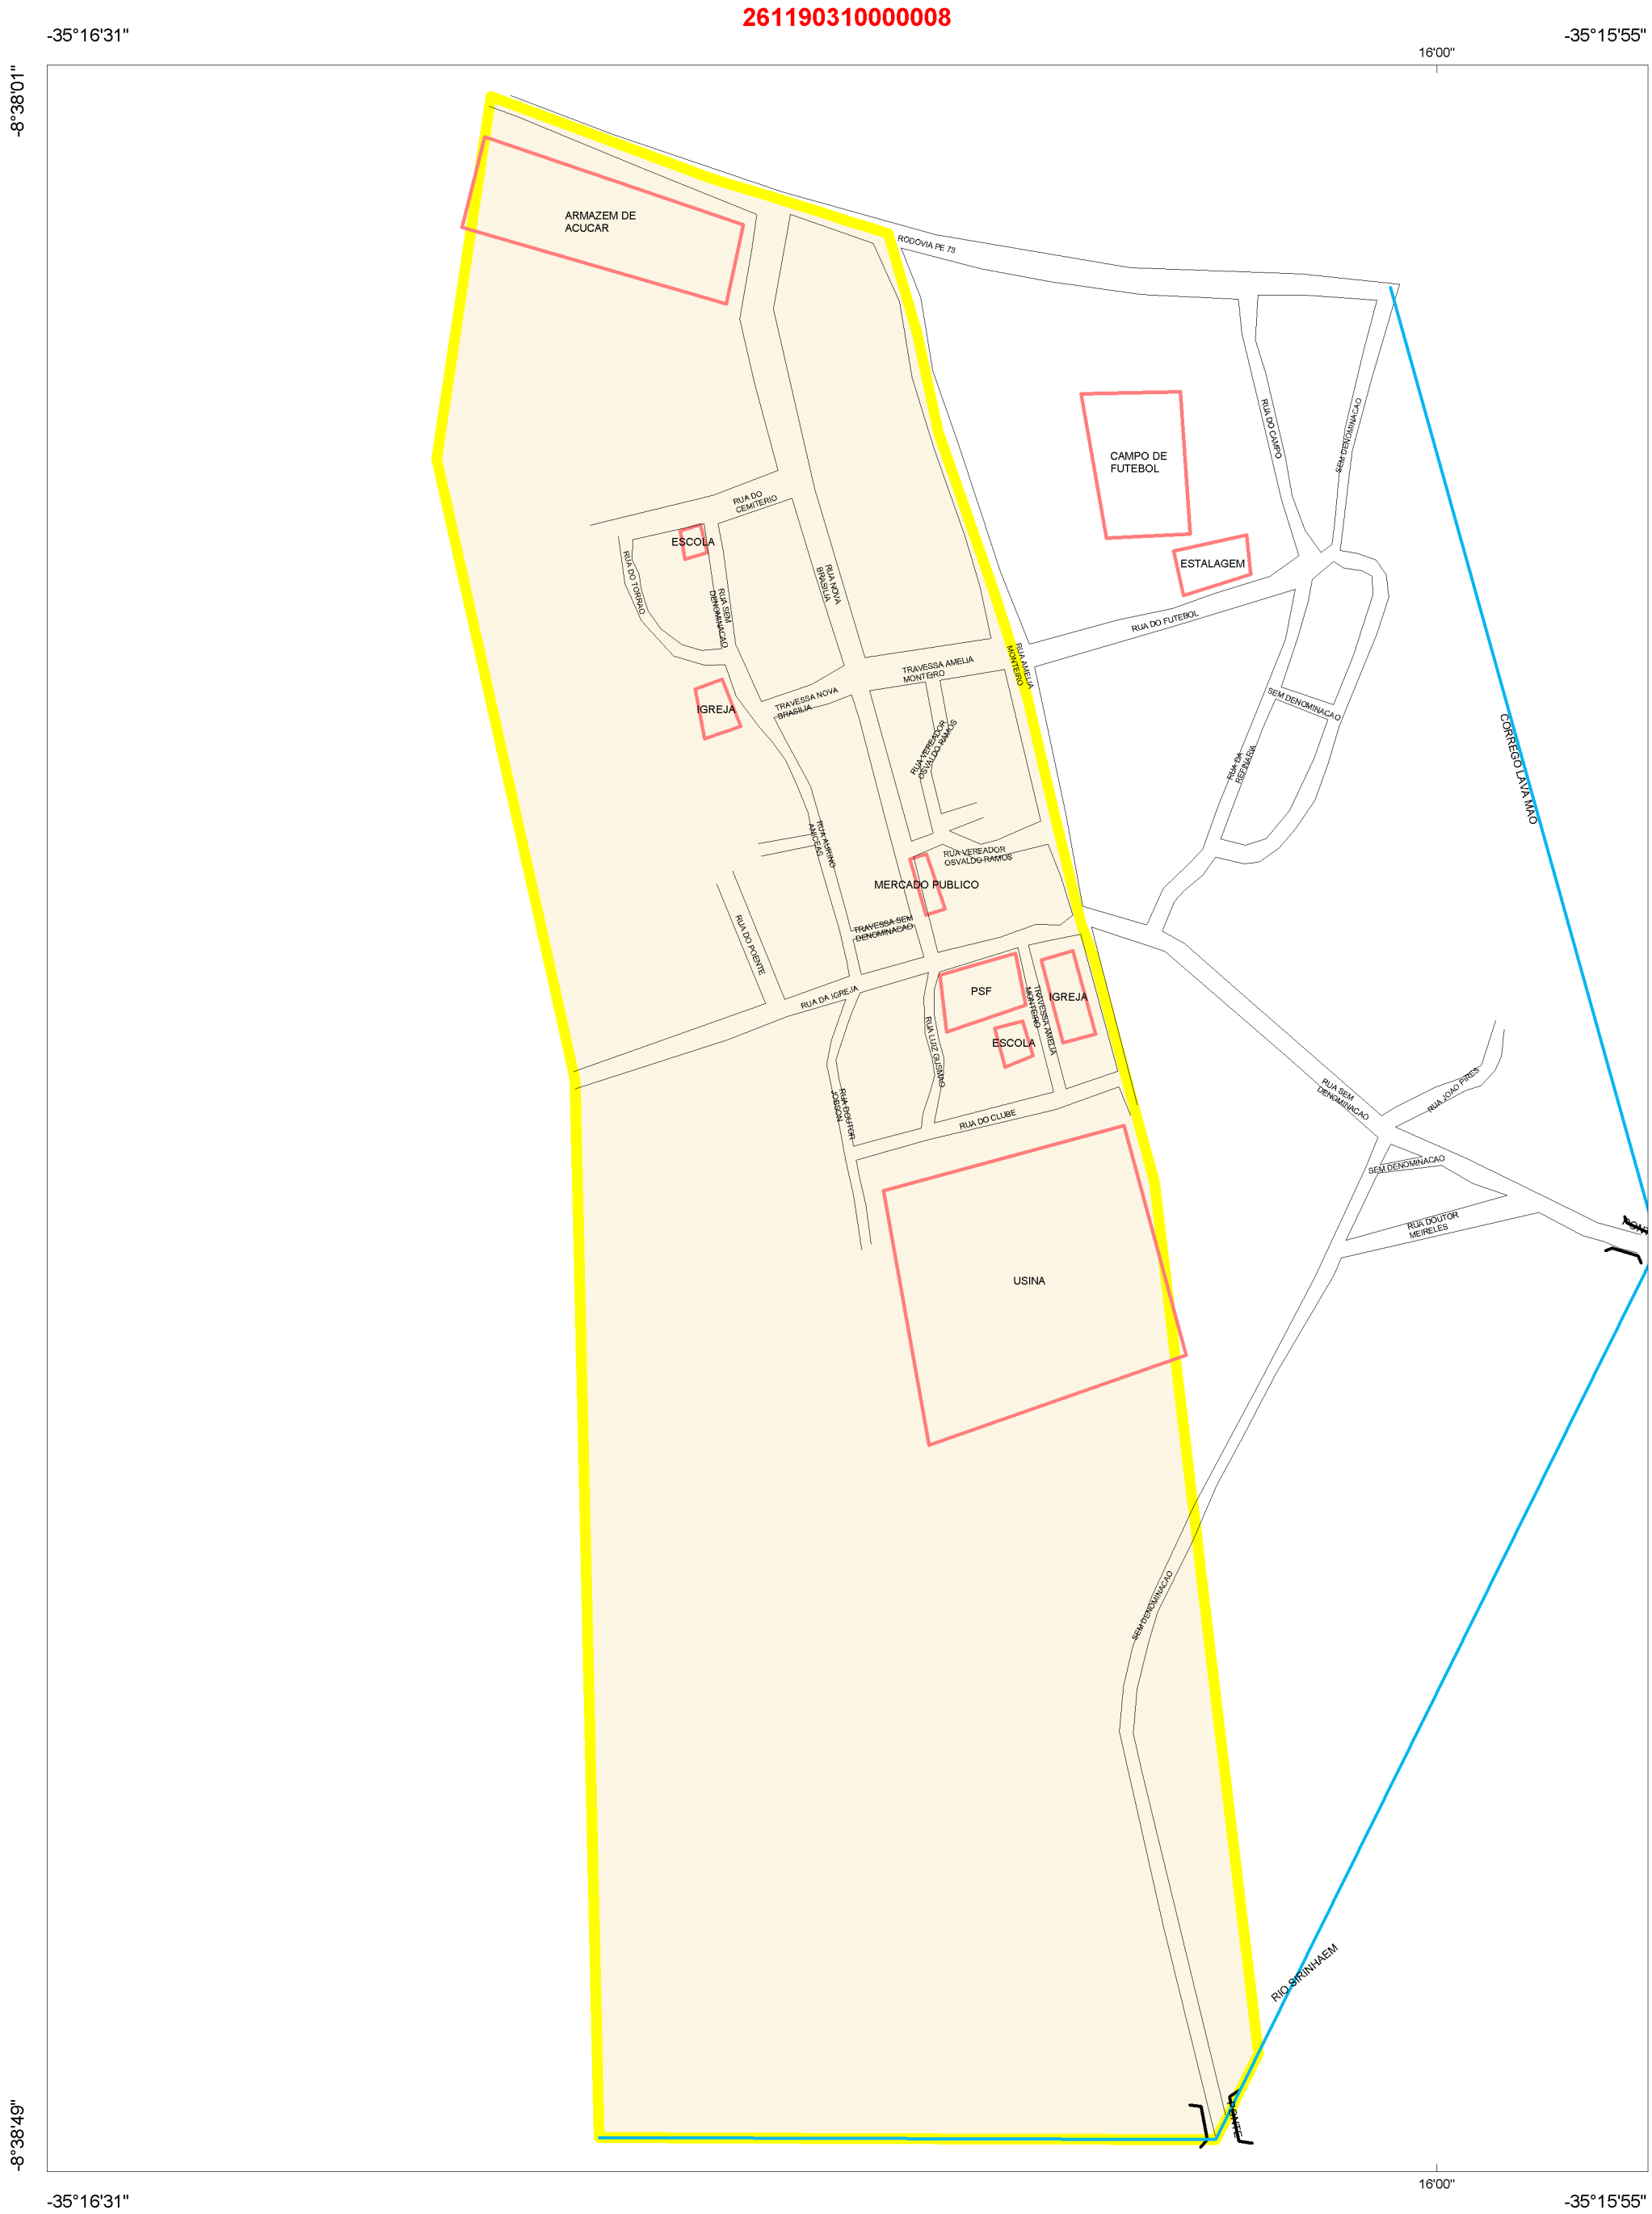 261190310000008
-35°16'31"
-35°15'55"
16'00"
-8°38'01"
RODOVIA PE 73
ARMAZEM DE
ACUCAR
RUA DO CAMPO
SEM DENOMINACAO
CAMPO DE
FUTEBOL
RUA DO
CEMITERIO
ESCOLA
RUA DO TORRAO
RUA SEM
DENOMINACAO
RUA NOVA
BRASILIA
ESTALAGEM
RUA DO FUTEBOL
RUA AMELIA
MONTEIRO
TRAVESSA AMELIA
MONTEIRO
TRAVESSA NOVA
BRASILIA
IGREJA
SEM DENOMINACAO
RUA VEREADOR
OSVALDO RAMOS
RUA DA
REFINARIA
CORREGO LAVA MAO
RUA AURINO
ANICEAS
RUA VEREADOR
OSVALDO RAMOS
MERCADO PUBLICO
TRAVESSA SEM
DENOMINACAO
RUA DO POENTE
RUA DA IGREJA
PSF
IGREJA
TRAVESSA AMELIA
MONTEIRO
ESCOLA
RUA LUIZ GUSMAO
RUA DOUTOR
JOBSON
RUA DO CLUBE
RUA SEM
DENOMINACAO
RUA JOAO PIRES
SEM DENOMINACAO
RUA DOUTOR
MEIRELES
USINA
SEM DENOMINACAO
RIO SIRINHAEM
PONTE
-8°38'49"
16'00"
-35°16'31"
-35°15'55"